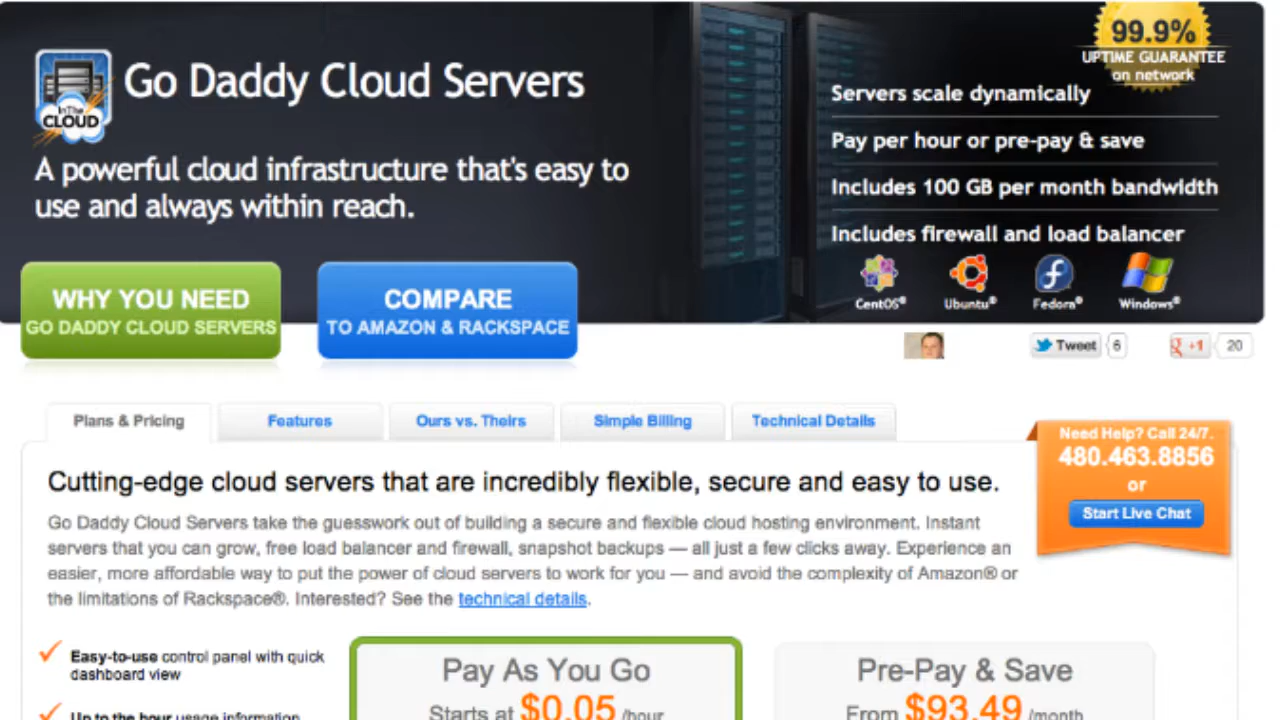 99.9%
UPTIME GUARANTEE
on network
Go Daddy Cloud Servers
In The
CLOUD
A powerful cloud infrastructure that's easy to
use and always within reach.
Servers scale dynamically
Pay per hour or pre-pay & save
Includes 100 GB per month bandwidth
Includes firewall and load balancer
CentOS® Ubuntu® Fedora® Windows®
WHY YOU NEED
GO DADDY CLOUD SERVERS
COMPARE
TO AMAZON & RACKSPACE
Tweet 6 +1 20
Plans & Pricing Features Ours vs. Theirs Simple Billing Technical Details
Need Help? Call 24/7.
480.463.8856
or
Start Live Chat
Cutting-edge cloud servers that are incredibly flexible, secure and easy to use.
Go Daddy Cloud Servers take the guesswork out of building a secure and flexible cloud hosting environment. Instant
servers that you can grow, free load balancer and firewall, snapshot backups — all just a few clicks away. Experience an
easier, more affordable way to put the power of cloud servers to work for you — and avoid the complexity of Amazon® or
the limitations of Rackspace®. Interested? See the technical details.
Easy-to-use control panel with quick
dashboard view
Up to the hour usage information
Pay As You Go
Starts at $0.05 /hour
Pre-Pay & Save
From $93.49 /month